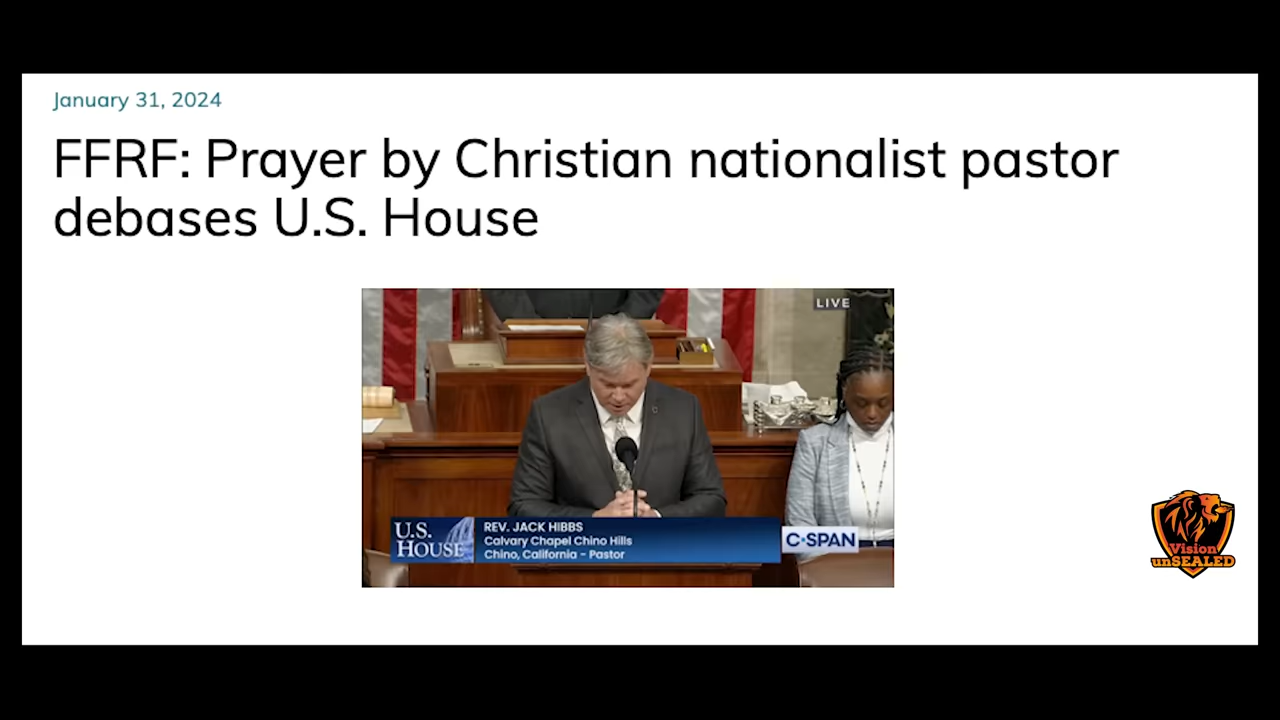 January 31, 2024
FFRF: Prayer by Christian nationalist pastor
debases U.S. House
LIVE
U.S.
HOUSE
REV. JACK HIBBS
Calvary Chapel Chino Hills
Chino, California - Pastor
C-SPAN
Vision
unSEALED